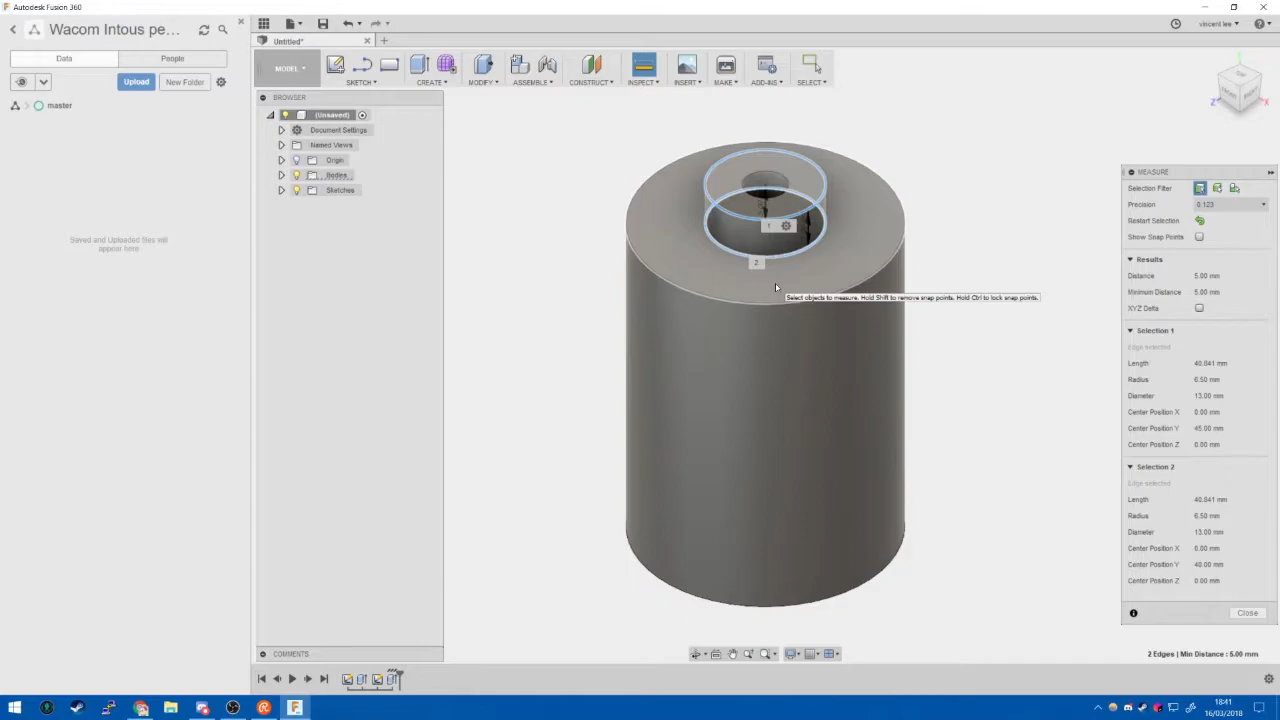 Autodesk Fusion 360
Wacom Intous pe...
Data
People
Upload
New Folder
master
Saved and Uploaded files will
appear here
Untitled*
vincent lee
MODEL
SKETCH
CREATE
MODIFY
ASSEMBLE
CONSTRUCT
INSPECT
INSERT
MAKE
ADD-INS
SELECT
BROWSER
(Unsaved)
Document Settings
Named Views
Origin
Bodies
Sketches
Z
X
1
2
Select objects to measure. Hold Shift to remove snap points. Hold Ctrl to lock snap points.
MEASURE
Selection Filter
Precision 0.123
Restart Selection
Show Snap Points
Results
Distance 5.00 mm
Minimum Distance 5.00 mm
XYZ Delta
Selection 1
Edge selected
Length 40.841 mm
Radius 6.50 mm
Diameter 13.00 mm
Center Position X 0.00 mm
Center Position Y 45.00 mm
Center Position Z 0.00 mm
Selection 2
Edge selected
Length 40.841 mm
Radius 6.50 mm
Diameter 13.00 mm
Center Position X 0.00 mm
Center Position Y 40.00 mm
Center Position Z 0.00 mm
Close
COMMENTS
2 Edges | Min Distance : 5.00 mm
18:41
16/03/2018